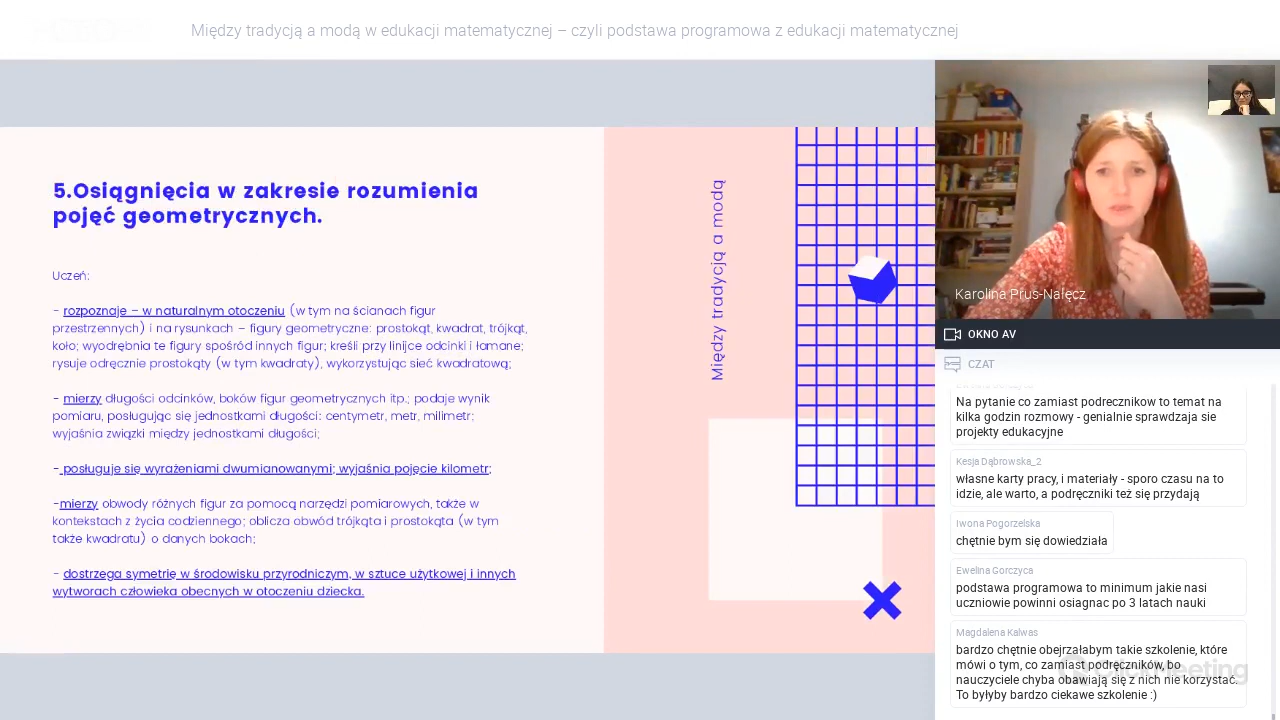 Między tradycją a modą w edukacji matematycznej – czyli podstawa programowa z edukacji matematycznej
5.Osiągnięcia w zakresie rozumienia
pojęć geometrycznych.
Uczeń:
- rozpoznaje – w naturalnym otoczeniu (w tym na ścianach figur
przestrzennych) i na rysunkach – figury geometryczne: prostokąt, kwadrat, trójkąt,
koło; wyodrębnia te figury spośród innych figur; kreśli przy linijce odcinki i łamane;
rysuje odręcznie prostokąty (w tym kwadraty), wykorzystując sieć kwadratową;
- mierzy długości odcinków, boków figur geometrycznych itp.; podaje wynik
pomiaru, posługując się jednostkami długości: centymetr, metr, milimetr;
wyjaśnia związki między jednostkami długości;
- posługuje się wyrażeniami dwumianowanymi; wyjaśnia pojęcie kilometr;
-mierzy obwody różnych figur za pomocą narzędzi pomiarowych, także w
kontekstach z życia codziennego; oblicza obwód trójkąta i prostokąta (w tym
także kwadratu) o danych bokach;
- dostrzega symetrię w środowisku przyrodniczym, w sztuce użytkowej i innych
wytworach człowieka obecnych w otoczeniu dziecka.
Między tradycją a modą
Karolina Prus-Nałęcz
OKNO AV
CZAT
Na pytanie co zamiast podrecznikow to temat na
kilka godzin rozmowy - genialnie sprawdzaja sie
projekty edukacyjne
Kesja Dąbrowska_2
własne karty pracy, i materiały - sporo czasu na to
idzie, ale warto, a podręczniki też się przydają
Iwona Pogorzelska
chętnie bym się dowiedziała
Ewelina Gorczyca
podstawa programowa to minimum jakie nasi
uczniowie powinni osiagnac po 3 latach nauki
Magdalena Kalwas
bardzo chętnie obejrzałabym takie szkolenie, które
mówi o tym, co zamiast podręczników, bo
nauczyciele chyba obawiają się z nich nie korzystać.
To byłyby bardzo ciekawe szkolenie :)
ClickMeeting